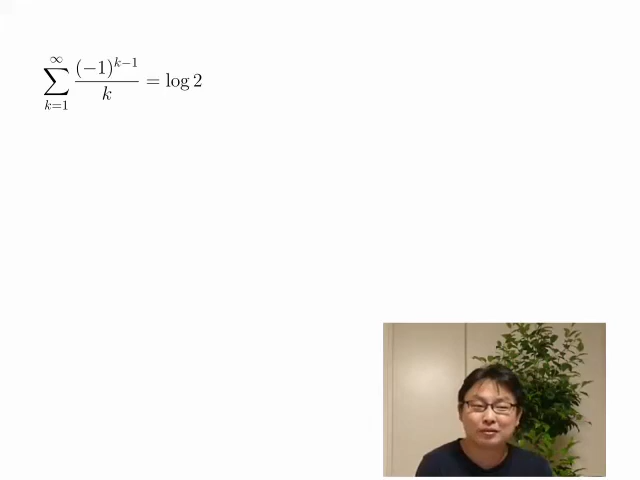 \sum_{k=1}^{\infty} \frac{(-1)^{k-1}}{k} = \log 2